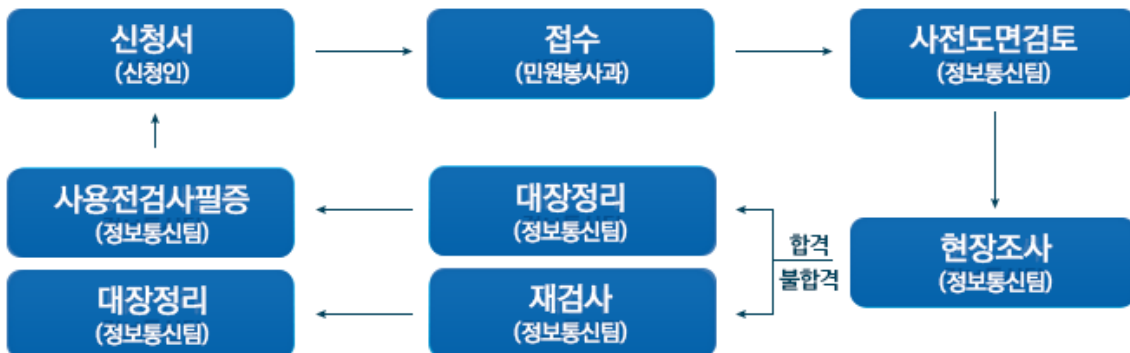 신청서
(신청인)
접수
(민원봉사과)
사전도면검토
(정보통신팀)
사용전검사필증
(정보통신팀)
대장정리
(정보통신팀)
합격
불합격
현장조사
(정보통신팀)
대장정리
(정보통신팀)
재검사
(정보통신팀)